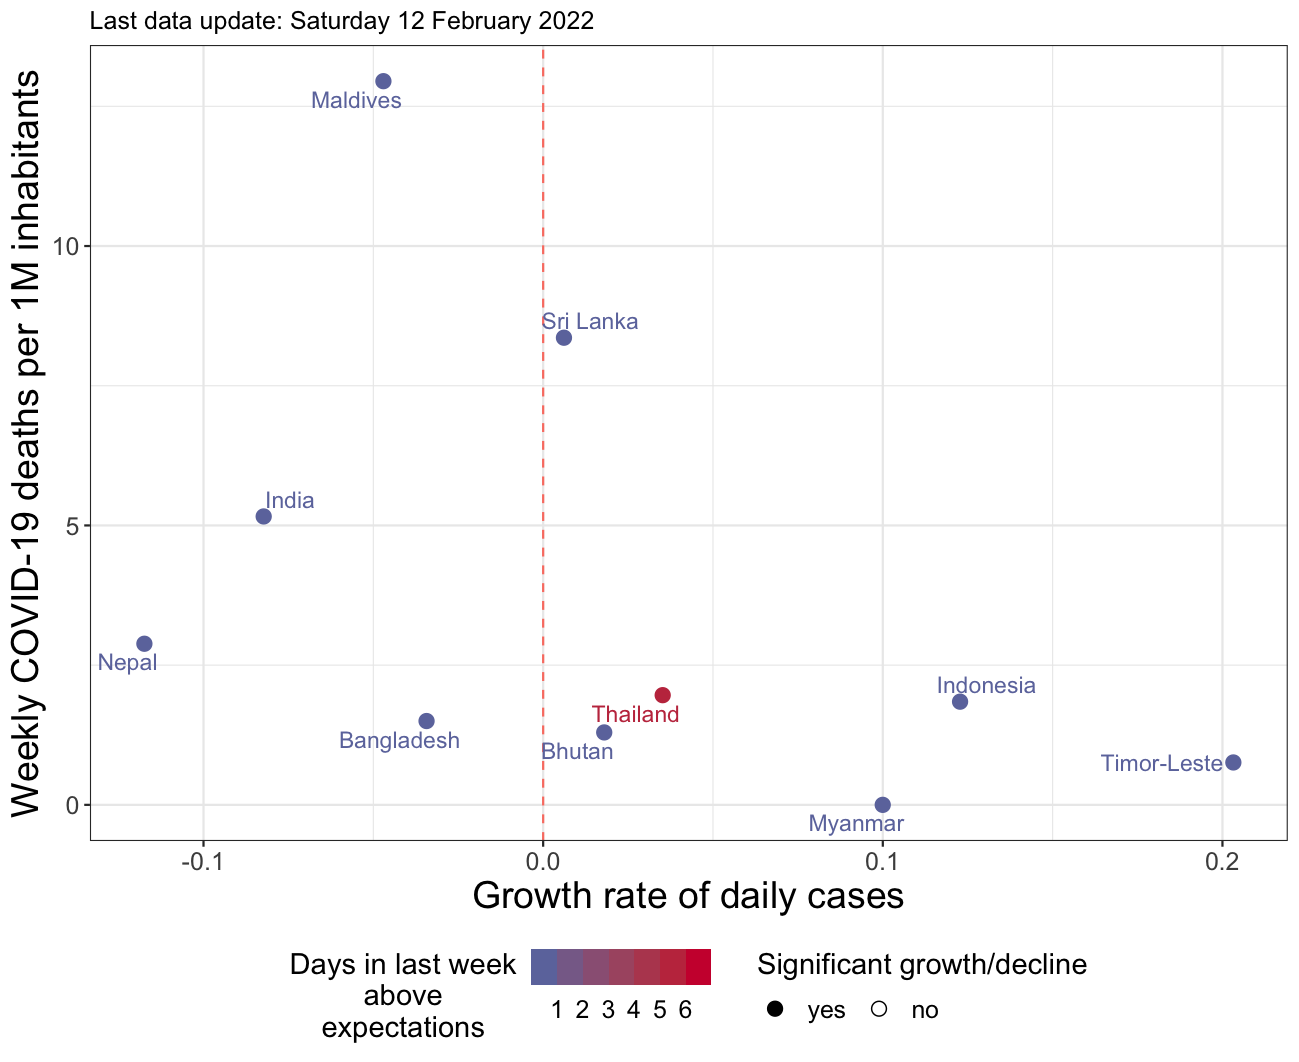 Last data update: Saturday 12 February 2022
Weekly COVID-19 deaths per 1M inhabitants
Maldives
10
Sri Lanka
India
5
Nepal
Indonesia
Thailand
Bangladesh
Bhutan
Timor-Leste
0
Myanmar
-0.1 0.0 0.1 0.2
Growth rate of daily cases
Days in last week
above
expectations
1 2 3 4 5 6
Significant growth/decline
yes no